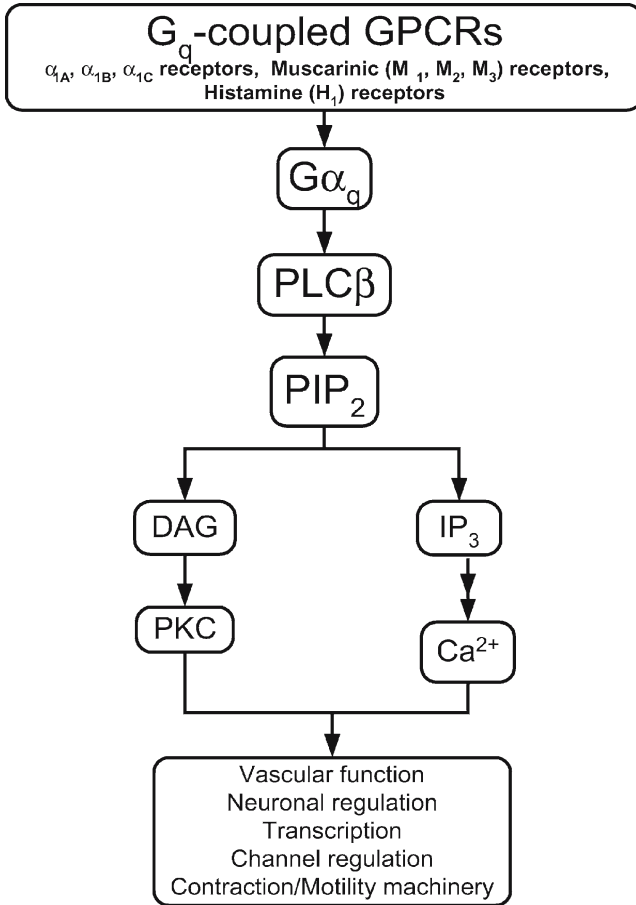 Gq-coupled GPCRs
α1A, α1B, α1C receptors, Muscarinic (M 1, M2, M3) receptors,
Histamine (H1) receptors
Gαq
PLCβ
PIP2
DAG
IP3
PKC
Ca2+
Vascular function
Neuronal regulation
Transcription
Channel regulation
Contraction/Motility machinery